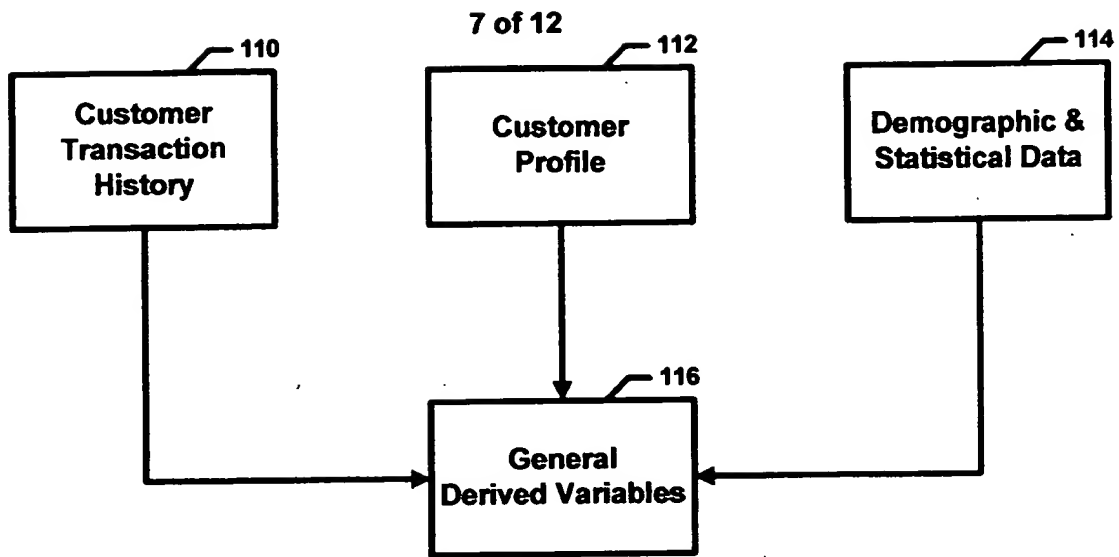 7 of 12
110
Customer
Transaction
History
112
Customer
Profile
114
Demographic &
Statistical Data
116
General
Derived Variables